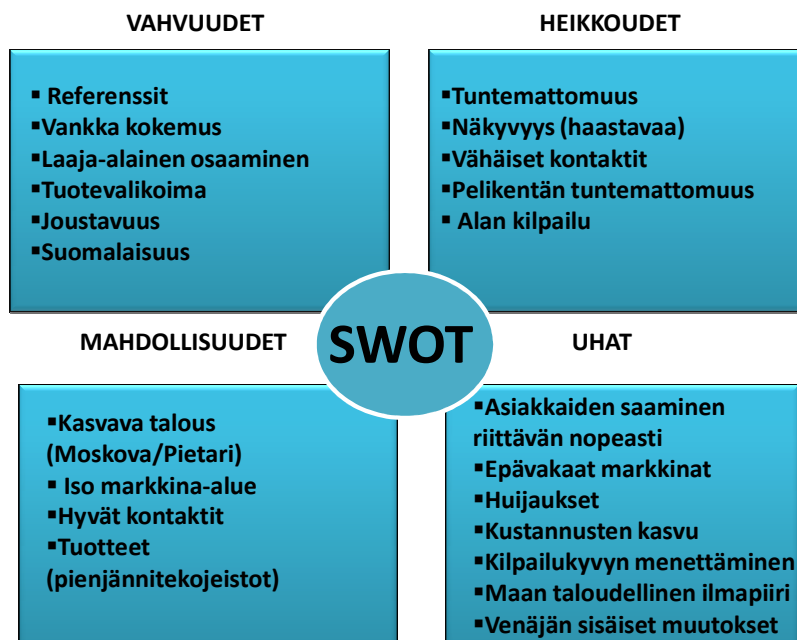 VAHVUUDET
▪ Referenssit
▪Vankka kokemus
▪Laaja-alainen osaaminen
▪Tuotevalikoima
▪Joustavuus
▪Suomalaisuus
HEIKKOUDET
▪Tuntemattomuus
▪Näkyvyys (haastavaa)
▪Vähäiset kontaktit
▪Pelikentän tuntemattomuus
▪ Alan kilpailu
SWOT
MAHDOLLISUUDET
▪Kasvava talous
(Moskova/Pietari)
▪ Iso markkina-alue
▪Hyvät kontaktit
▪Tuotteet
(pienjännitekojeistot)
UHAT
▪Asiakkaiden saaminen
riittävän nopeasti
▪Epävakaat markkinat
▪Huijaukset
▪Kustannusten kasvu
▪Kilpailukyvyn menettäminen
▪Maan taloudellinen ilmapiiri
▪Venäjän sisäiset muutokset